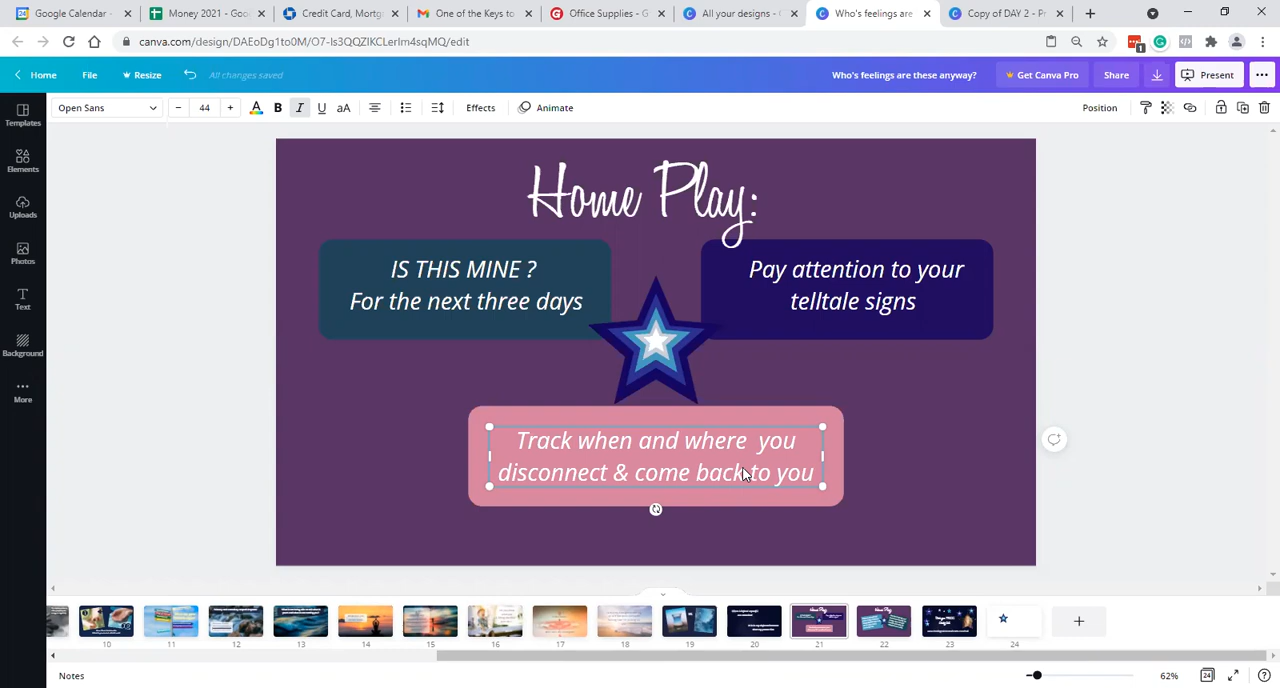 Google Calendar -
Money 2021 - Goo
Credit Card, Mortg
One of the Keys to
Office Supplies - G
All your designs - C
Who's feelings are
Copy of DAY 2 - Pr
canva.com/design/DAEoDg1to0M/O7-Is3QQZIKCLerIm4sqMQ/edit
1
Home
File
Resize
All changes saved
Who's feelings are these anyway?
Get Canva Pro
Share
Present
Open Sans
44
A
B
I
U
aA
Effects
Animate
Position
Templates
Elements
Uploads
Photos
Text
Background
More
Home Play:
IS THIS MINE ?
For the next three days
Pay attention to your
telltale signs
Track when and where  you
disconnect & come back to you
10
11
12
13
14
15
16
17
18
19
20
21
22
23
24
Notes
62%
24